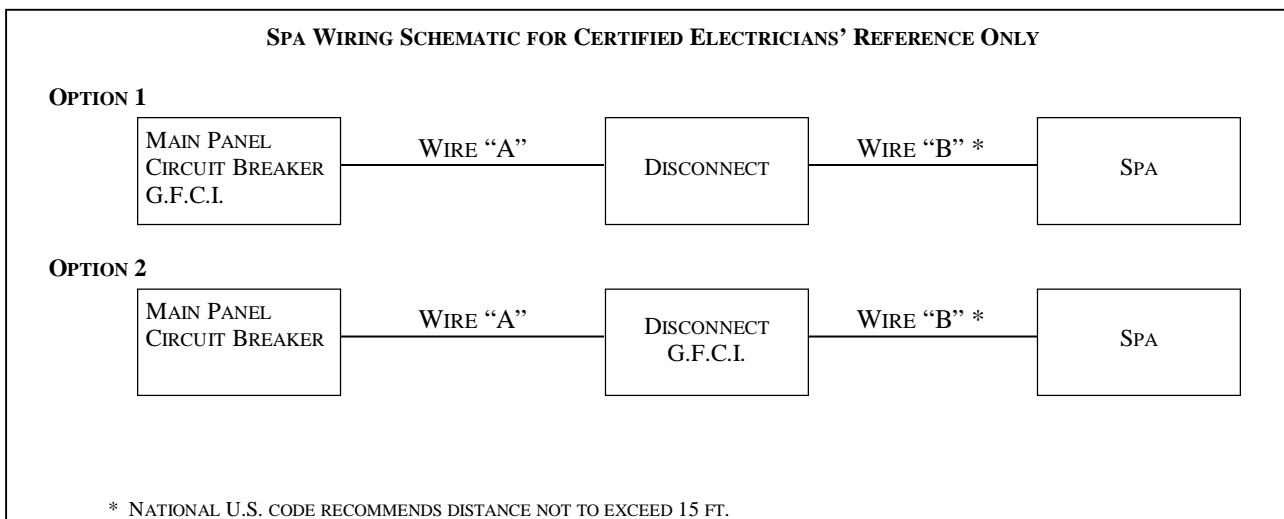 SPA WIRING SCHEMATIC FOR CERTIFIED ELECTRICIANS’ REFERENCE ONLY
OPTION 1
MAIN PANEL
CIRCUIT BREAKER
G.F.C.I.
WIRE “A”
DISCONNECT
WIRE “B” *
SPA
OPTION 2
MAIN PANEL
CIRCUIT BREAKER
WIRE “A”
DISCONNECT
G.F.C.I.
WIRE “B” *
SPA
* NATIONAL U.S. CODE RECOMMENDS DISTANCE NOT TO EXCEED 15 FT.